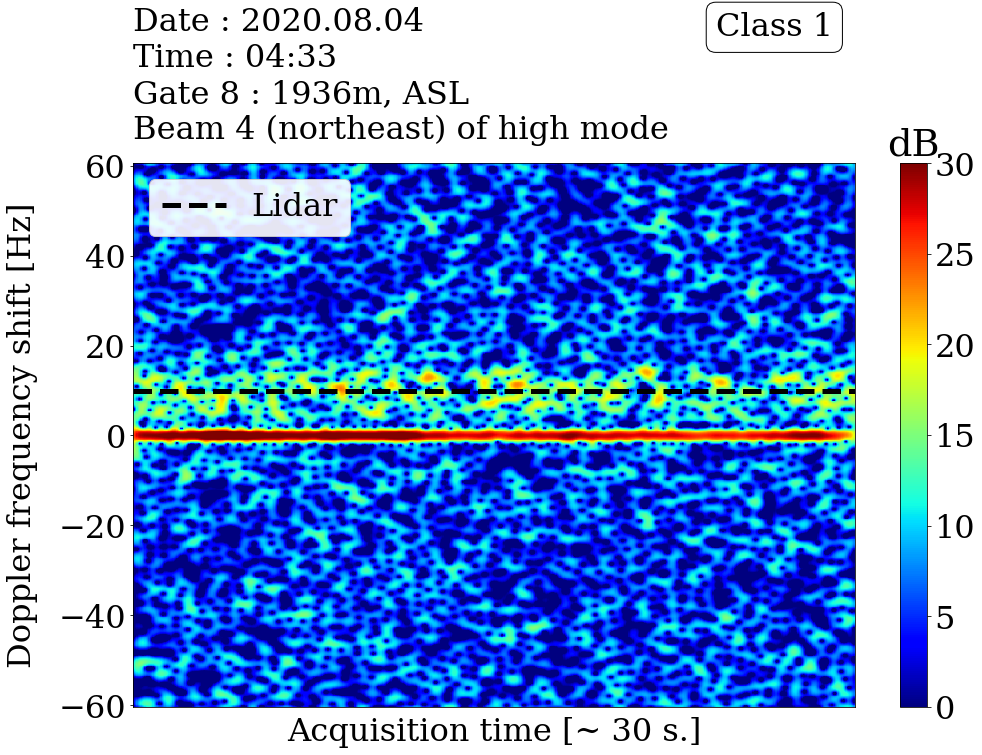 Date : 2020.08.04
Time : 04:33
Gate 8 : 1936m, ASL
Beam 4 (northeast) of high mode
Class 1
dB
Lidar
Doppler frequency shift [Hz]
60
40
20
0
−20
−40
−60
Acquisition time [~ 30 s.]
30
25
20
15
10
5
0